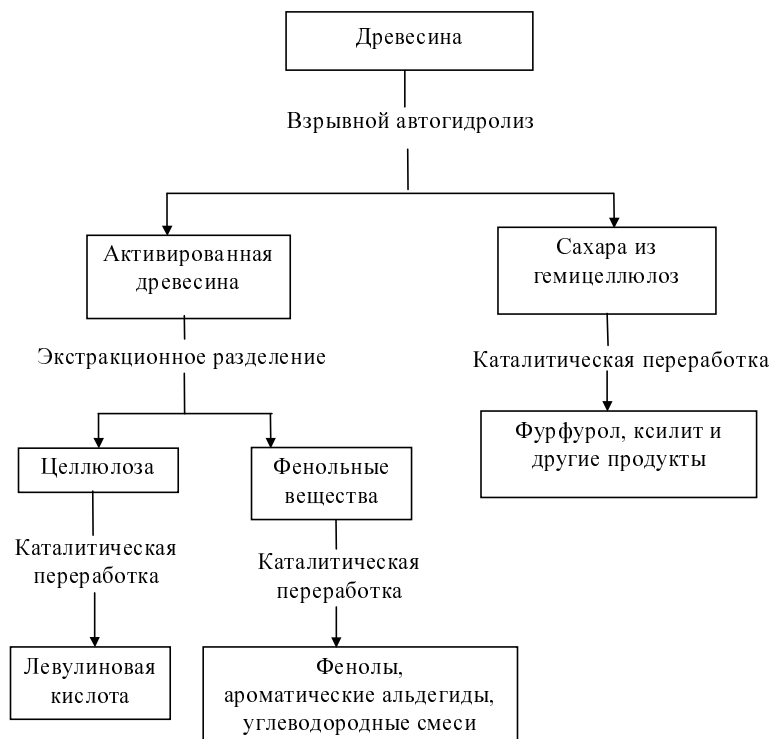 Древесина
Взрывной автогидролиз
Активированная
древесина
Сахара из
гемицеллюлоз
Экстракционное разделение
Каталитическая переработка
Целлюлоза
Фенольные
вещества
Фурфурол, ксилит и
другие продукты
Каталитическая
переработка
Каталитическая
переработка
Левулиновая
кислота
Фенолы,
ароматические альдегиды,
углеводородные смеси